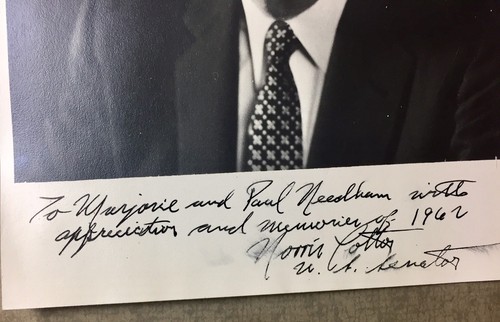 To Marjorie and Paul Needham with
appreciation and memories of 1962
Norris Cotton
U. S. Senator